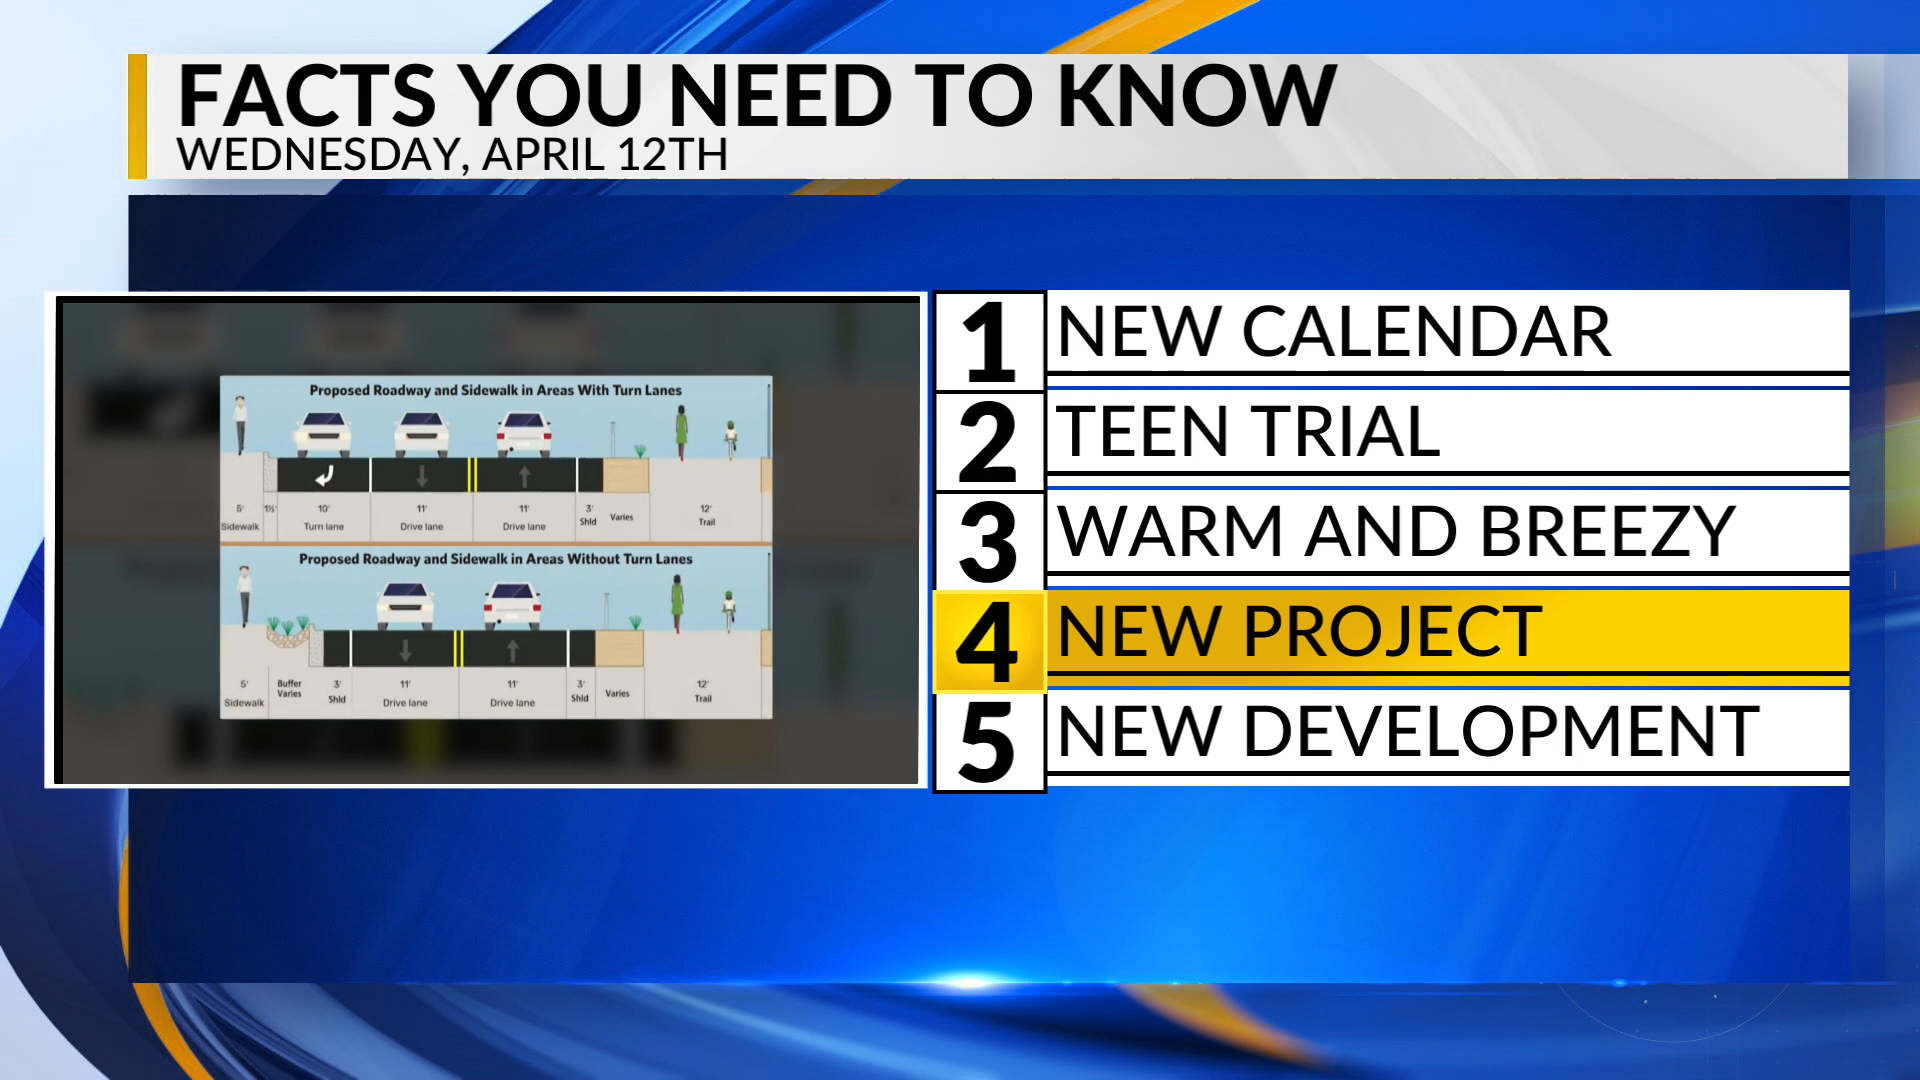 FACTS YOU NEED TO KNOW
WEDNESDAY, APRIL 12TH
Proposed Roadway and Sidewalk in Areas With Turn Lanes
5' 1½' 10' 11' 11' 3' Varies 12'
Sidewalk Turn lane Drive lane Drive lane Shld Trail
Proposed Roadway and Sidewalk in Areas Without Turn Lanes
5' Buffer Varies 3' 11' 11' 3' Varies 12'
Sidewalk Shld Drive lane Drive lane Shld Trail
1 NEW CALENDAR
2 TEEN TRIAL
3 WARM AND BREEZY
4 NEW PROJECT
5 NEW DEVELOPMENT